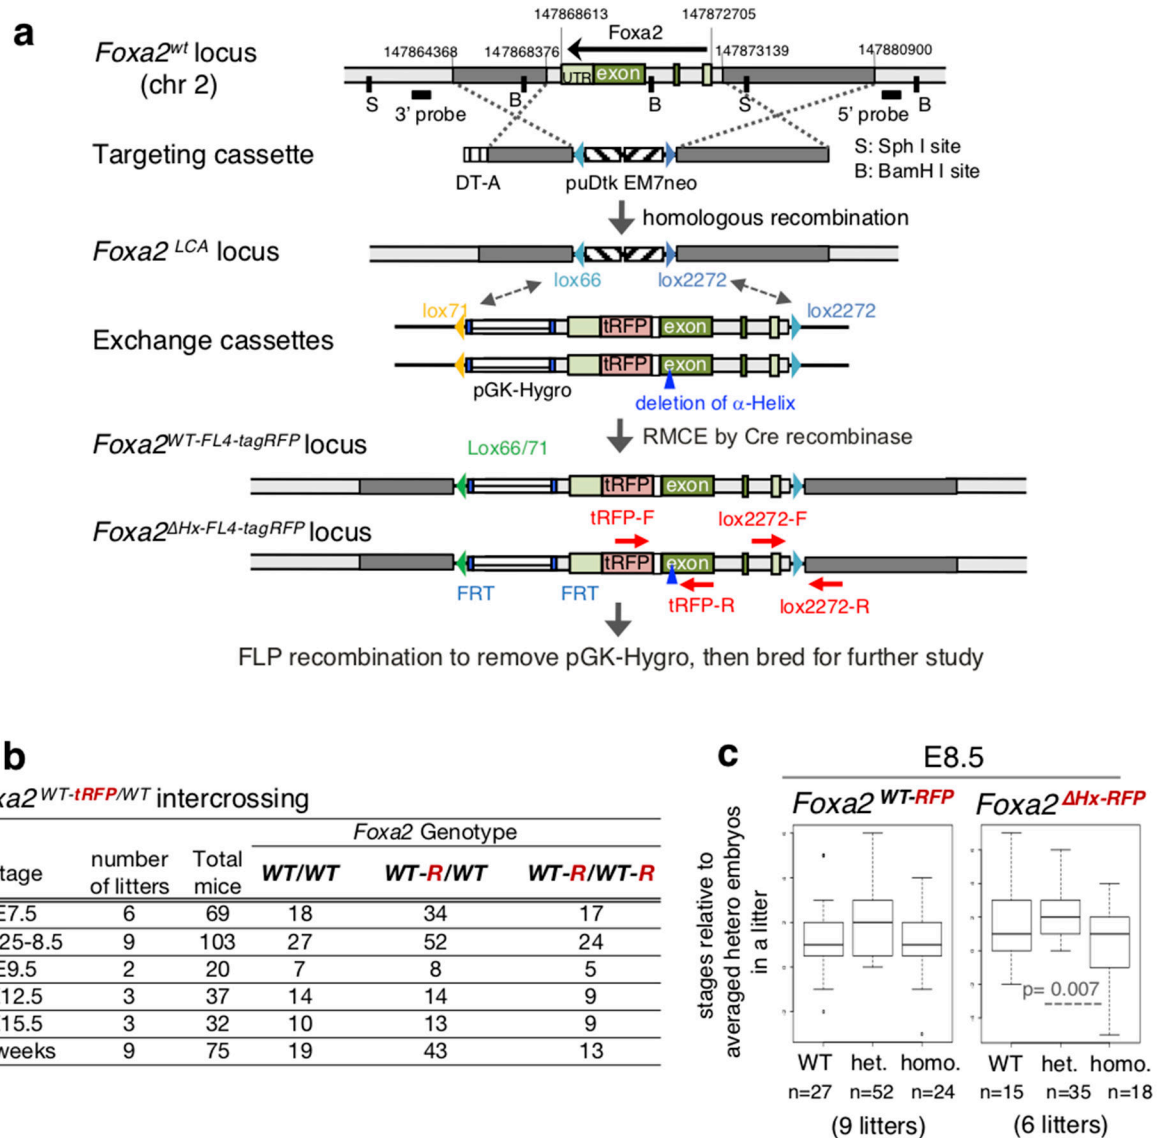 a
147868613 147872705
Foxa2
Foxa2wt locus
(chr 2)
147864368 147868376 147873139 147880900
UTR exon
S B B S B
3' probe 5' probe
Targeting cassette
S: Sph I site
B: BamH I site
DT-A puDtk EM7neo
homologous recombination
Foxa2 LCA locus
lox66 lox2272
lox71 lox2272
Exchange cassettes
tRFP exon
tRFP exon
pGK-Hygro
deletion of α-Helix
RMCE by Cre recombinase
Foxa2WT-FL4-tagRFP locus
Lox66/71
tRFP exon
tRFP-F lox2272-F
Foxa2ΔHx-FL4-tagRFP locus
tRFP exon
FRT FRT
tRFP-R lox2272-R
FLP recombination to remove pGK-Hygro, then bred for further study
b
xa2 WT-tRFP/WT intercrossing
Foxa2 Genotype
tage number of litters Total mice WT/WT WT-R/WT WT-R/WT-R
E7.5 6 69 18 34 17
25-8.5 9 103 27 52 24
E9.5 2 20 7 8 5
12.5 3 37 14 14 9
15.5 3 32 10 13 9
weeks 9 75 19 43 13
c
E8.5
Foxa2 WT-RFP Foxa2 ΔHx-RFP
stages relative to
averaged hetero embryos
in a litter
p= 0.007
WT het. homo. WT het. homo.
n=27 n=52 n=24 n=15 n=35 n=18
(9 litters) (6 litters)